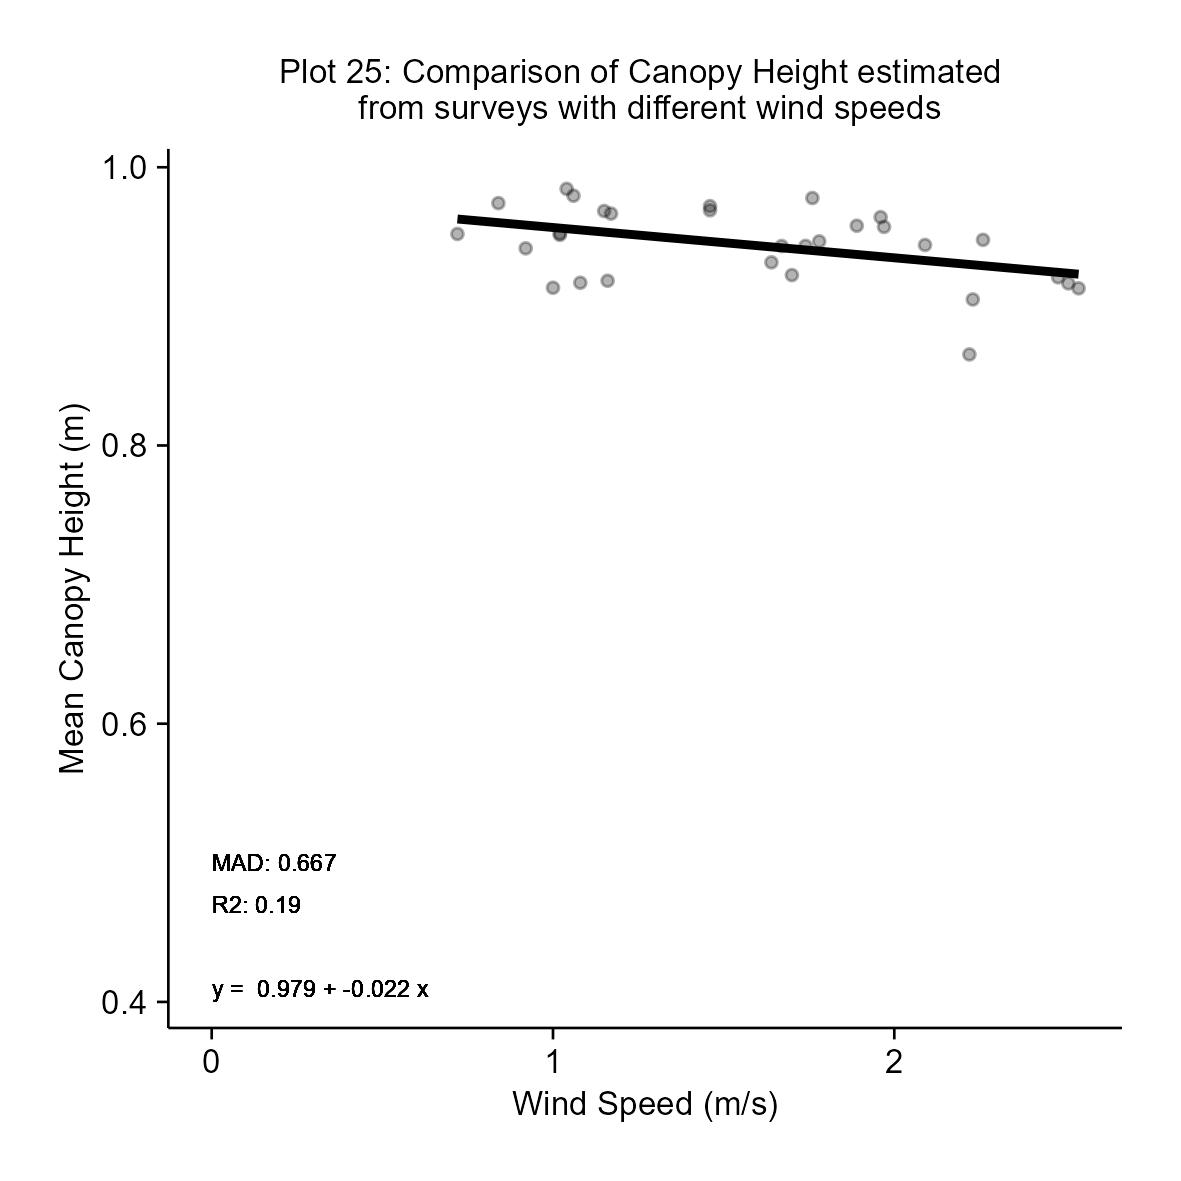 Plot 25: Comparison of Canopy Height estimated
from surveys with different wind speeds
1.0
0.8
0.6
0.4
Mean Canopy Height (m)
MAD: 0.667
R2: 0.19
y =  0.979 + -0.022 x
0
1
2
Wind Speed (m/s)